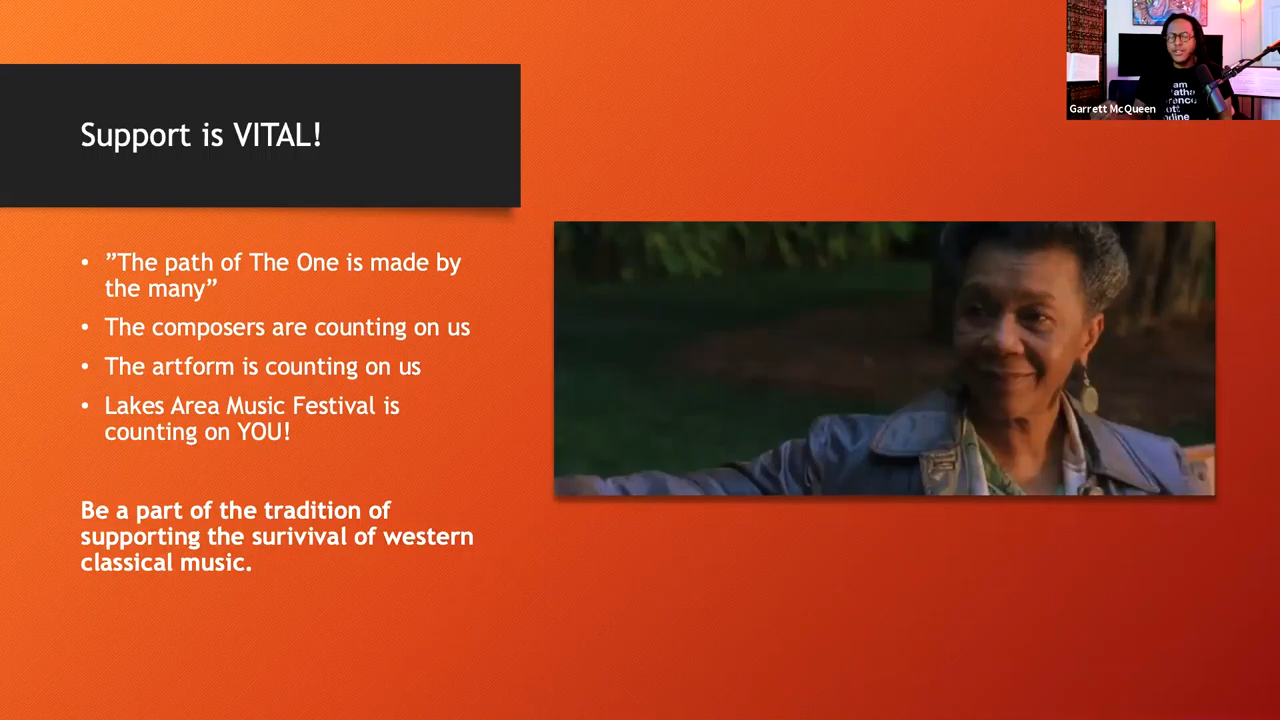 Support is VITAL!
• ”The path of The One is made by
the many”
• The composers are counting on us
• The artform is counting on us
• Lakes Area Music Festival is
counting on YOU!
Be a part of the tradition of
supporting the surivival of western
classical music.
Garrett McQueen
am